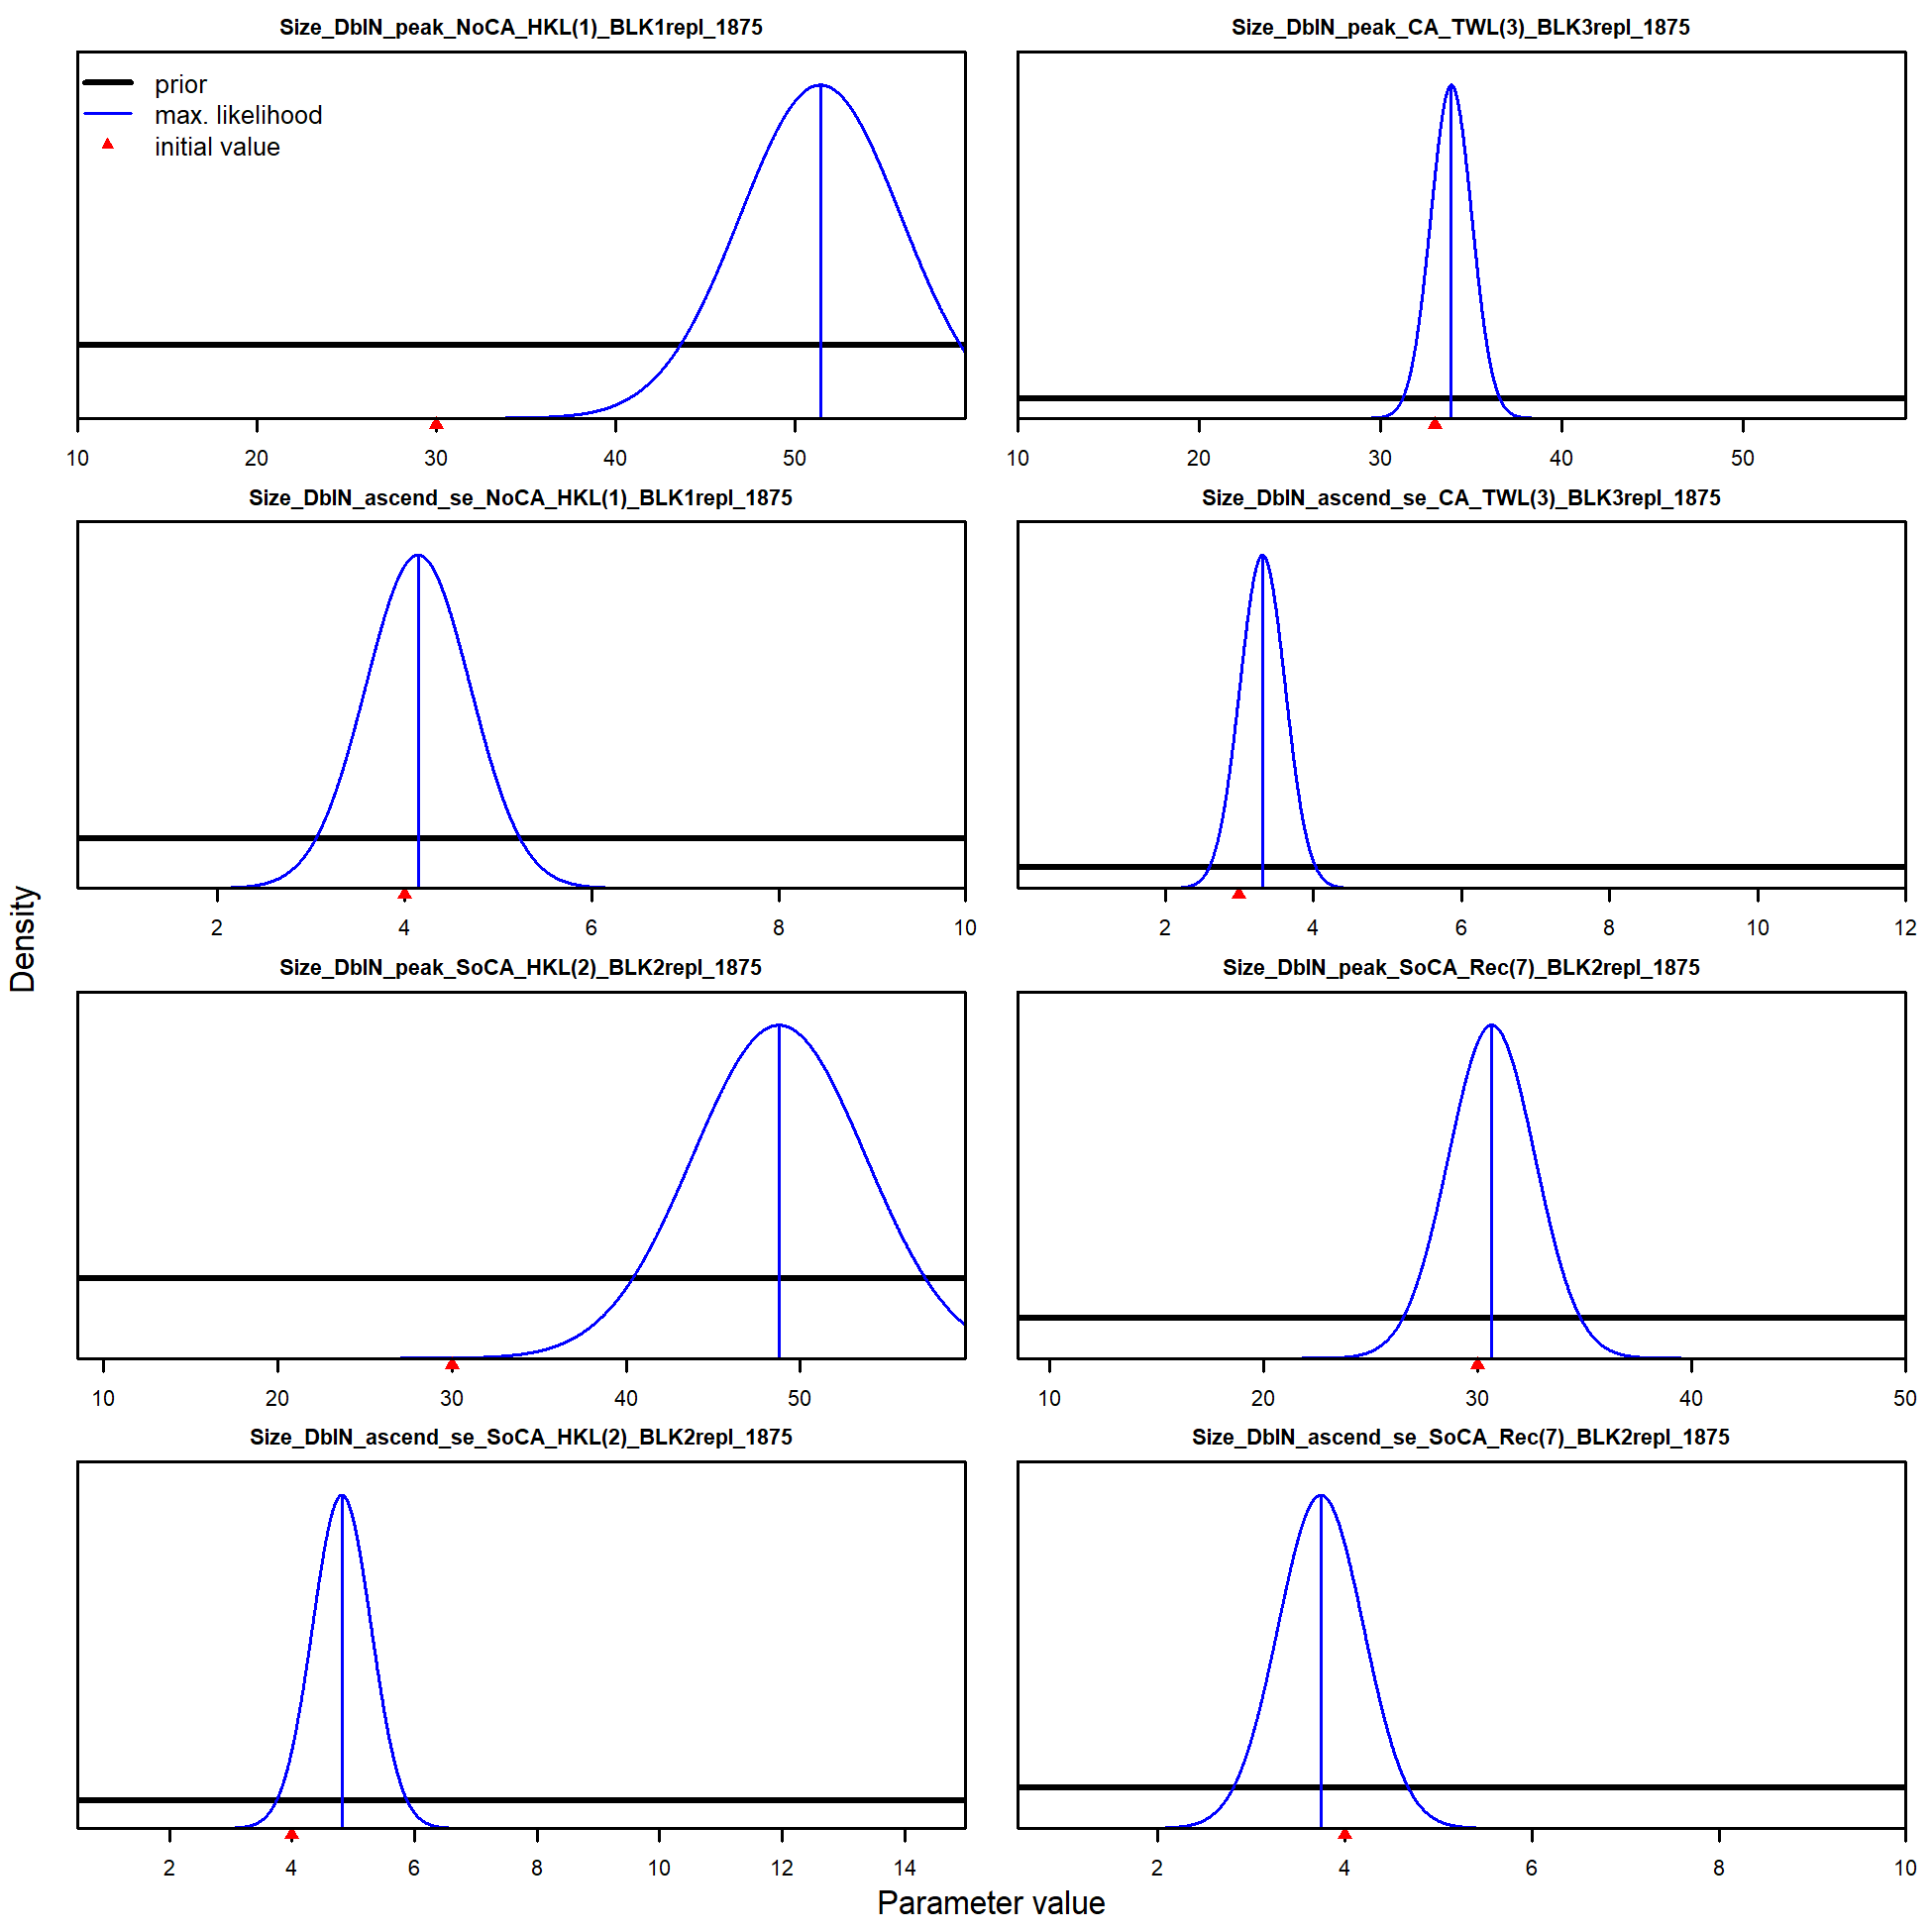 Size_DblN_peak_NoCA_HKL(1)_BLK1repl_1875
prior
max. likelihood
initial value
10 20 30 40 50
Size_DblN_peak_CA_TWL(3)_BLK3repl_1875
10 20 30 40 50
Size_DblN_ascend_se_NoCA_HKL(1)_BLK1repl_1875
2 4 6 8 10
Size_DblN_ascend_se_CA_TWL(3)_BLK3repl_1875
2 4 6 8 10 12
Density
Size_DblN_peak_SoCA_HKL(2)_BLK2repl_1875
10 20 30 40 50
Size_DblN_peak_SoCA_Rec(7)_BLK2repl_1875
10 20 30 40 50
Size_DblN_ascend_se_SoCA_HKL(2)_BLK2repl_1875
2 4 6 8 10 12 14
Size_DblN_ascend_se_SoCA_Rec(7)_BLK2repl_1875
2 4 6 8 10
Parameter value